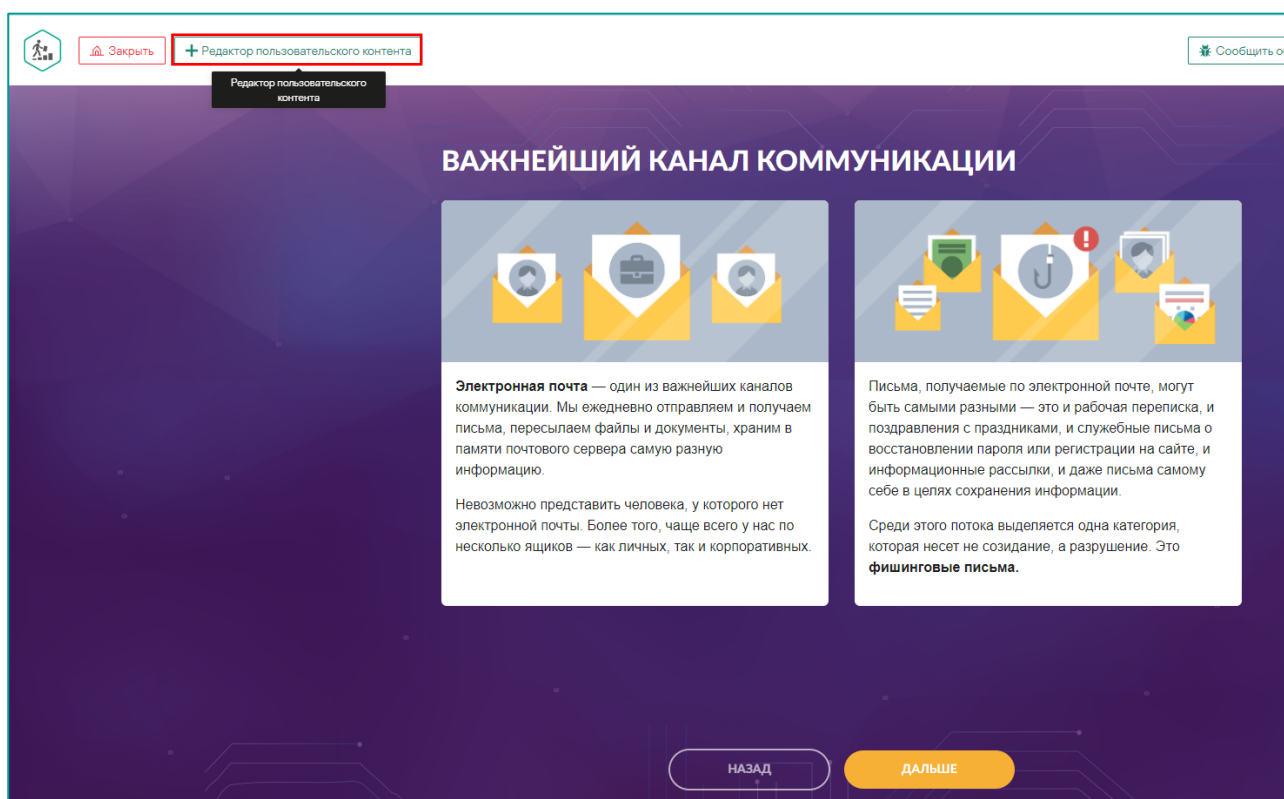 Закрыть
Редактор пользовательского контента
Сообщить о
Редактор пользовательского
контента
ВАЖНЕЙШИЙ КАНАЛ КОММУНИКАЦИИ
Электронная почта — один из важнейших каналов
коммуникации. Мы ежедневно отправляем и получаем
письма, пересылаем файлы и документы, храним в
памяти почтового сервера самую разную
информацию.
Невозможно представить человека, у которого нет
электронной почты. Более того, чаще всего у нас по
несколько ящиков — как личных, так и корпоративных.
Письма, получаемые по электронной почте, могут
быть самыми разными — это и рабочая переписка, и
поздравления с праздниками, и служебные письма о
восстановлении пароля или регистрации на сайте, и
информационные рассылки, и даже письма самому
себе в целях сохранения информации.
Среди этого потока выделяется одна категория,
которая несет не созидание, а разрушение. Это
фишинговые письма.
НАЗАД
ДАЛЬШЕ